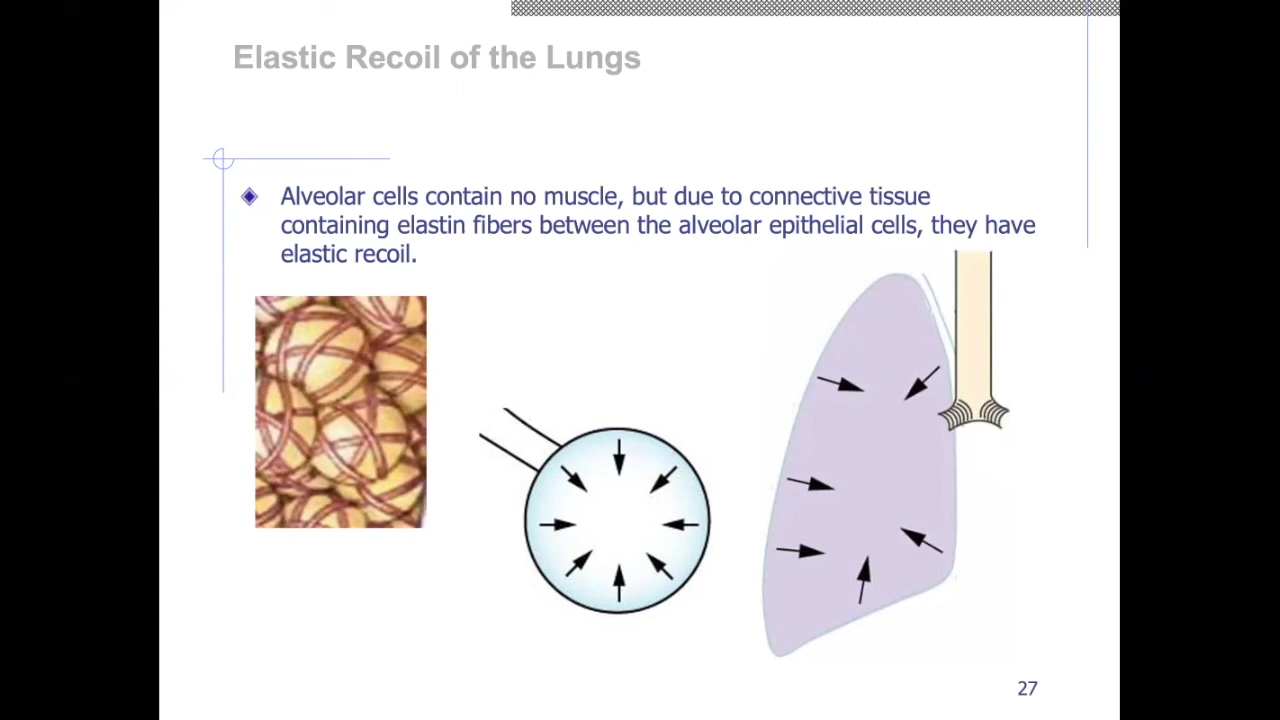 Elastic Recoil of the Lungs
Alveolar cells contain no muscle, but due to connective tissue
containing elastin fibers between the alveolar epithelial cells, they have
elastic recoil.
27